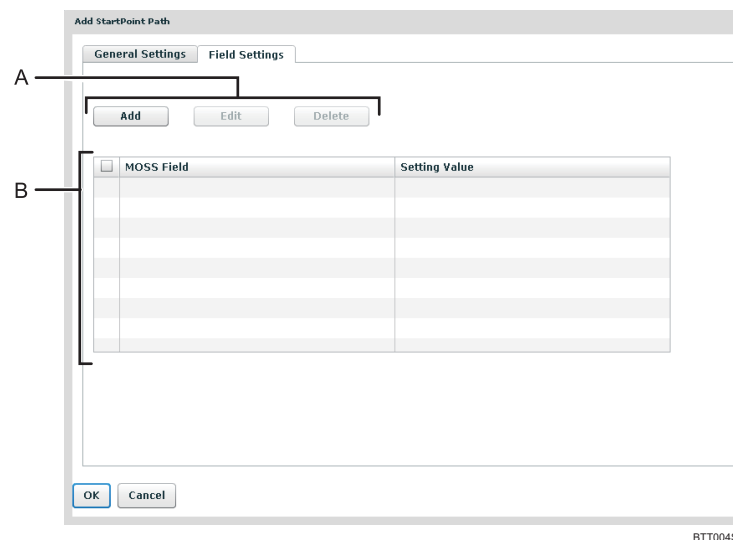 Add StartPoint Path
General Settings Field Settings
A
Add Edit Delete
MOSS Field Setting Value
B
OK Cancel